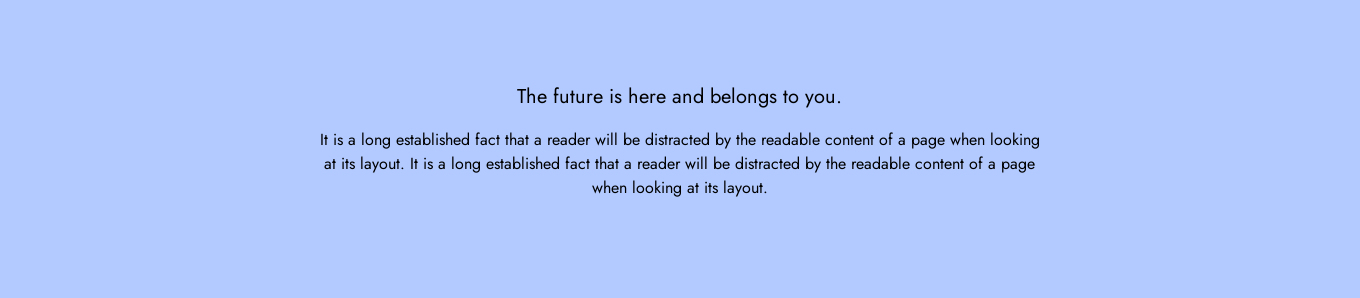 The future is here and belongs to you.
It is a long established fact that a reader will be distracted by the readable content of a page when looking
at its layout. It is a long established fact that a reader will be distracted by the readable content of a page
when looking at its layout.